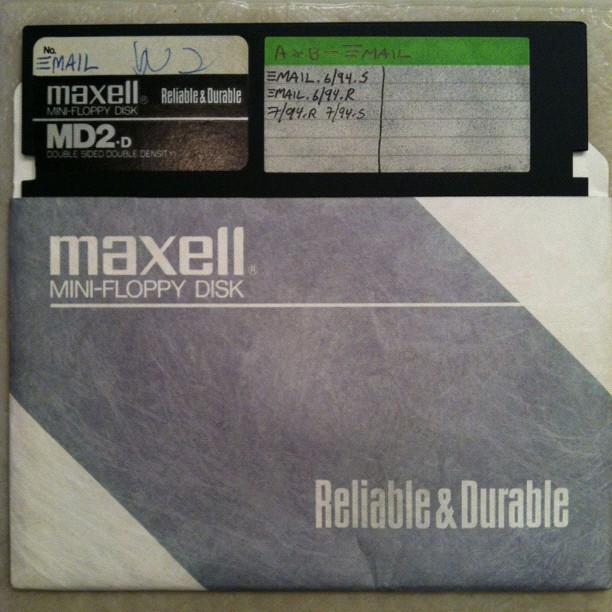 No.
EMAIL
maxell®
MINI-FLOPPY DISK
Reliable & Durable
MD2-D
DOUBLE SIDED DOUBLE DENSITY
A & B - EMAIL
EMAIL.6/94.S
EMAIL.6/94.R
7/94.R 7/94.S
maxell®
MINI-FLOPPY DISK
Reliable & Durable